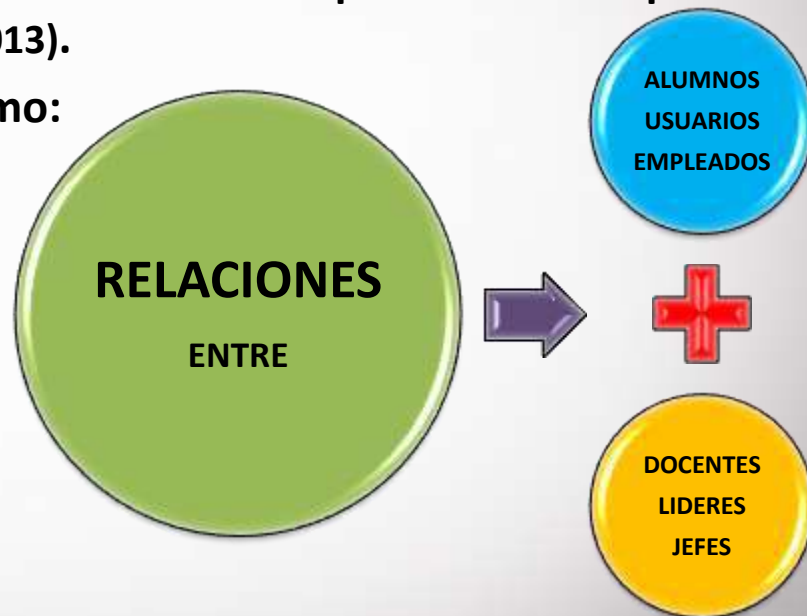 013).
mo:
RELACIONES
ENTRE
ALUMNOS
USUARIOS
EMPLEADOS
DOCENTES
LIDERES
JEFES